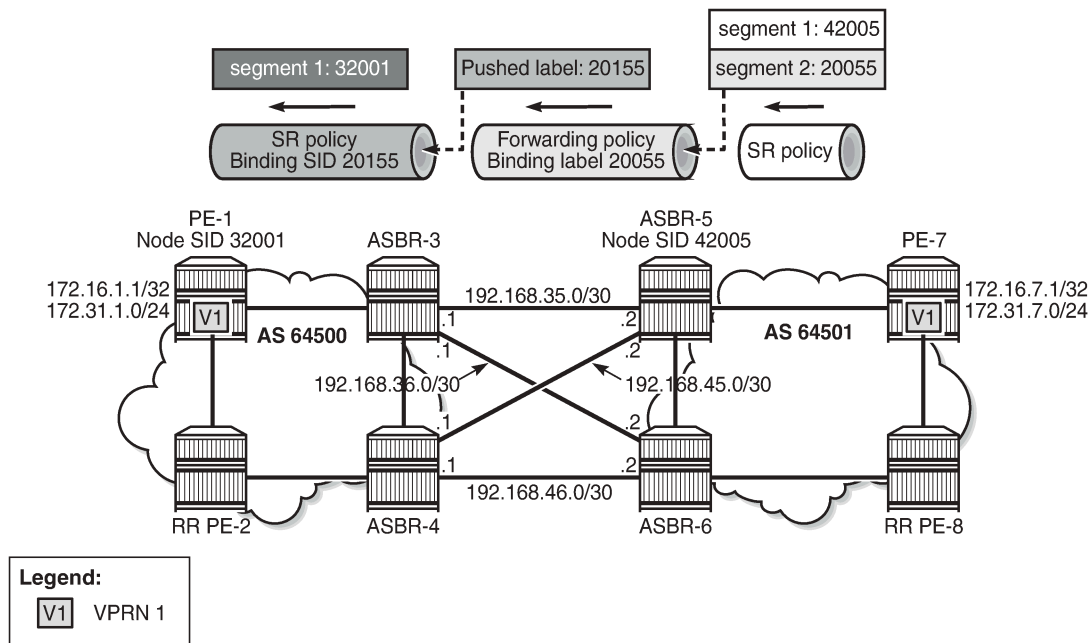 segment 1: 42005
segment 1: 32001
Pushed label: 20155
segment 2: 20055
SR policy
Binding SID 20155
Forwarding policy
Binding label 20055
SR policy
PE-1
Node SID 32001
ASBR-3
ASBR-5
Node SID 42005
PE-7
172.16.1.1/32
172.31.1.0/24
V1
AS 64500
192.168.35.0/30
.1
.2
.1
.2
AS 64501
V1
172.16.7.1/32
172.31.7.0/24
192.168.36.0/30
192.168.45.0/30
.1
.2
.1
.2
192.168.46.0/30
RR PE-2
ASBR-4
ASBR-6
RR PE-8
Legend:
V1 VPRN 1